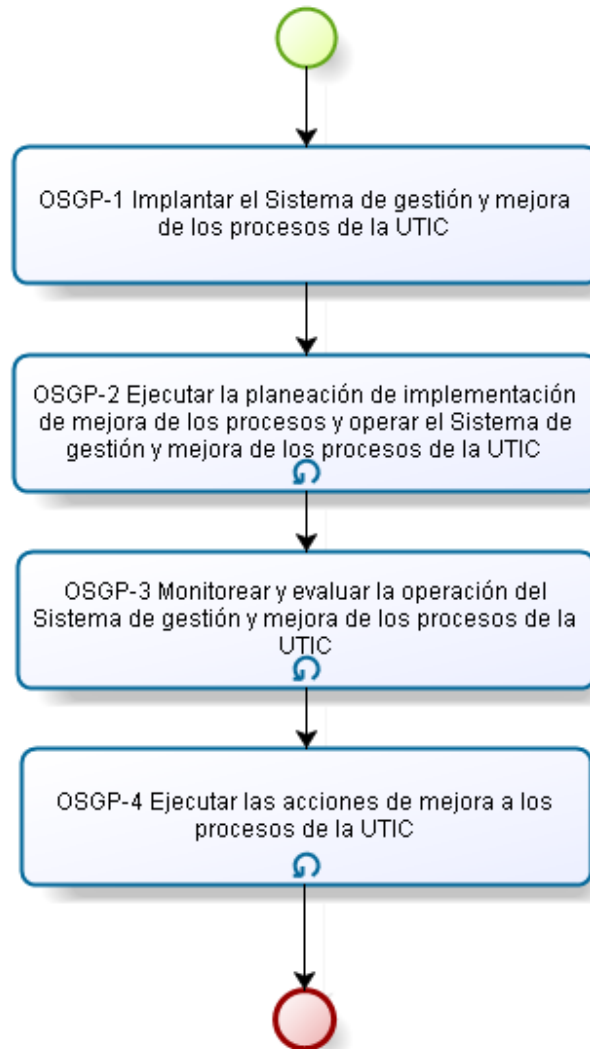 OSGP-1 Implantar el Sistema de gestión y mejora
de los procesos de la UTIC
OSGP-2 Ejecutar la planeación de implementación
de mejora de los procesos y operar el Sistema de
gestión y mejora de los procesos de la UTIC
OSGP-3 Monitorear y evaluar la operación del
Sistema de gestión y mejora de los procesos de la
UTIC
OSGP-4 Ejecutar las acciones de mejora a los
procesos de la UTIC